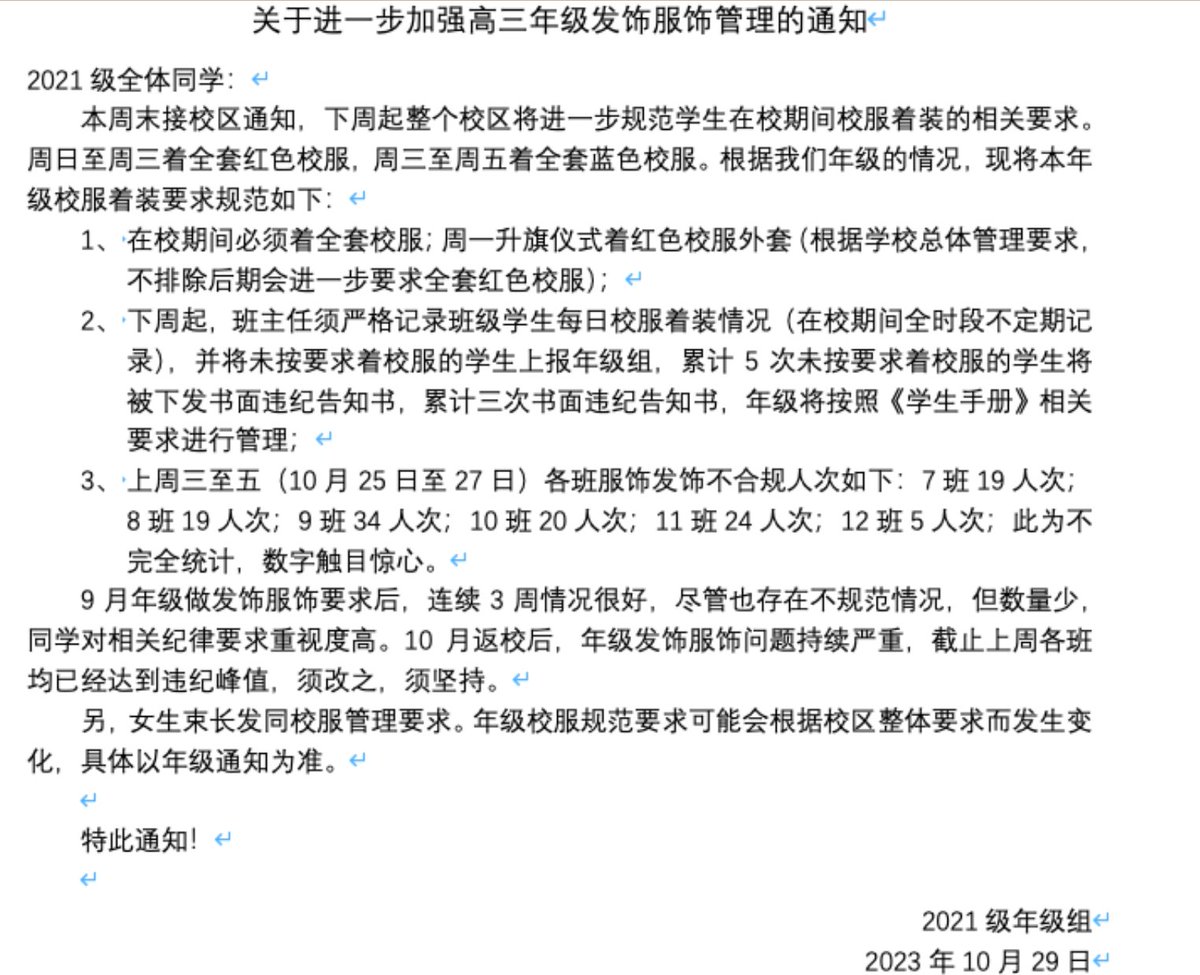 关于进一步加强高三年级发饰服饰管理的通知
2021 级全体同学：
本周末接校区通知，下周起整个校区将进一步规范学生在校期间校服着装的相关要求。
周日至周三着全套红色校服，周三至周五着全套蓝色校服。根据我们年级的情况，现将本年
级校服着装要求规范如下：
1、在校期间必须着全套校服；周一升旗仪式着红色校服外套（根据学校总体管理要求，
不排除后期会进一步要求全套红色校服）；
2、下周起，班主任须严格记录班级学生每日校服着装情况（在校期间全时段不定期记
录），并将未按要求着校服的学生上报年级组，累计 5 次未按要求着校服的学生将
被下发书面违纪告知书，累计三次书面违纪告知书，年级将按照《学生手册》相关
要求进行管理；
3、上周三至五（10 月 25 日至 27 日）各班服饰发饰不合规人次如下：7 班 19 人次；
8 班 19 人次；9 班 34 人次；10 班 20 人次；11 班 24 人次；12 班 5 人次；此为不
完全统计，数字触目惊心。
9 月年级做发饰服饰要求后，连续 3 周情况很好，尽管也存在不规范情况，但数量少，
同学对相关纪律要求重视度高。10 月返校后，年级发饰服饰问题持续严重，截止上周各班
均已经达到违纪峰值，须改之，须坚持。
另，女生束长发同校服管理要求。年级校服规范要求可能会根据校区整体要求而发生变
化，具体以年级通知为准。
特此通知！
2021 级年级组
2023 年 10 月 29 日